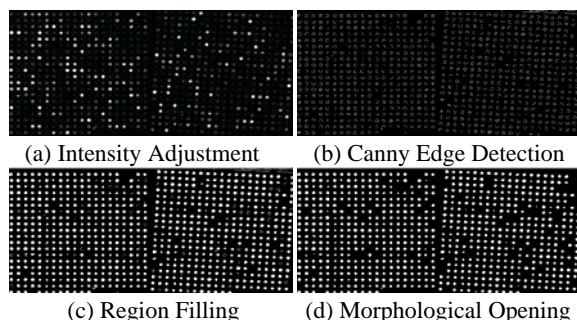 (a) Intensity Adjustment
(b) Canny Edge Detection
(c) Region Filling
(d) Morphological Opening